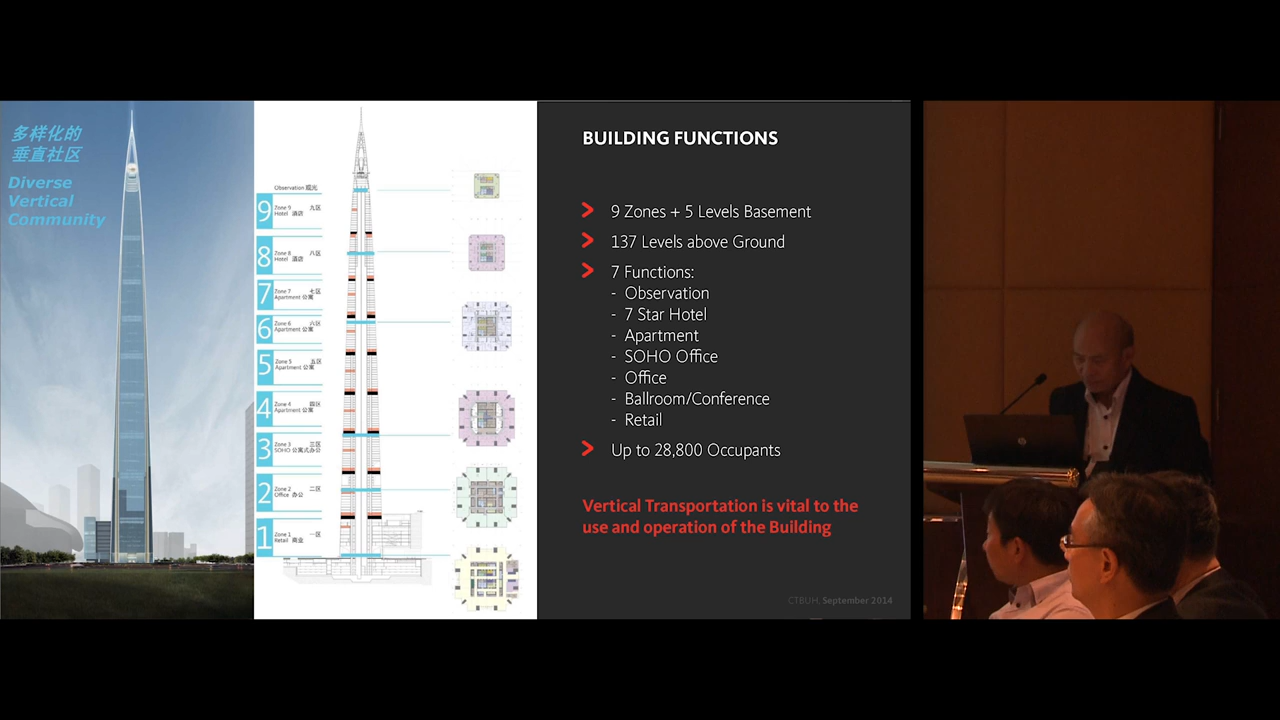 多样化的
垂直社区
Diverse
Vertical
Community
Observation 观光
9
Zone 9 九区
Hotel 酒店
8
Zone 8 八区
Hotel 酒店
7
Zone 7 七区
Apartment 公寓
6
Zone 6 六区
Apartment 公寓
5
Zone 5 五区
Apartment 公寓
4
Zone 4 四区
Apartment 公寓
3
Zone 3 三区
SOHO 公寓式办公
2
Zone 2 二区
Office 办公
1
Zone 1 一区
Retail 商业
BUILDING FUNCTIONS
9 Zones + 5 Levels Basement
137 Levels above Ground
7 Functions:
- Observation
- 7 Star Hotel
- Apartment
- SOHO Office
- Office
- Ballroom/Conference
- Retail
Up to 28,800 Occupants
Vertical Transportation is vital to the
use and operation of the Building
CTBUH, September 2014